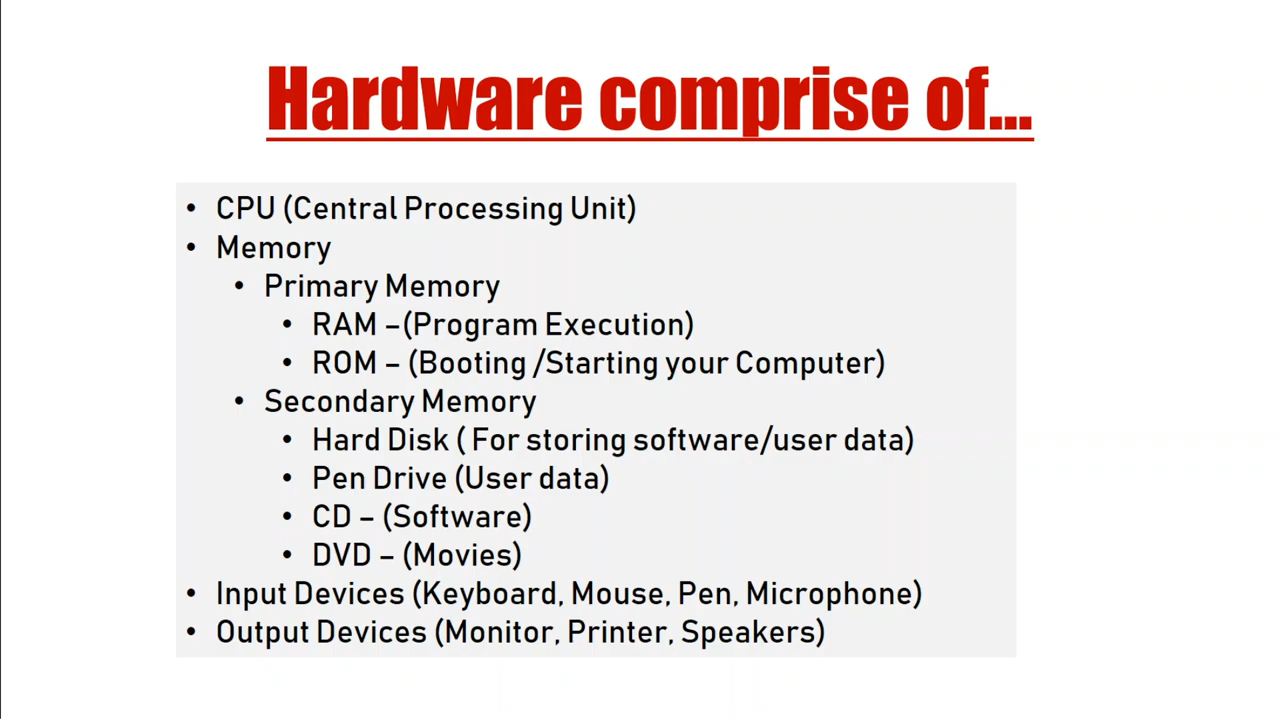 Hardware comprise of...
• CPU (Central Processing Unit)
• Memory
• Primary Memory
• RAM –(Program Execution)
• ROM – (Booting /Starting your Computer)
• Secondary Memory
• Hard Disk ( For storing software/user data)
• Pen Drive (User data)
• CD – (Software)
• DVD – (Movies)
• Input Devices (Keyboard, Mouse, Pen, Microphone)
• Output Devices (Monitor, Printer, Speakers)